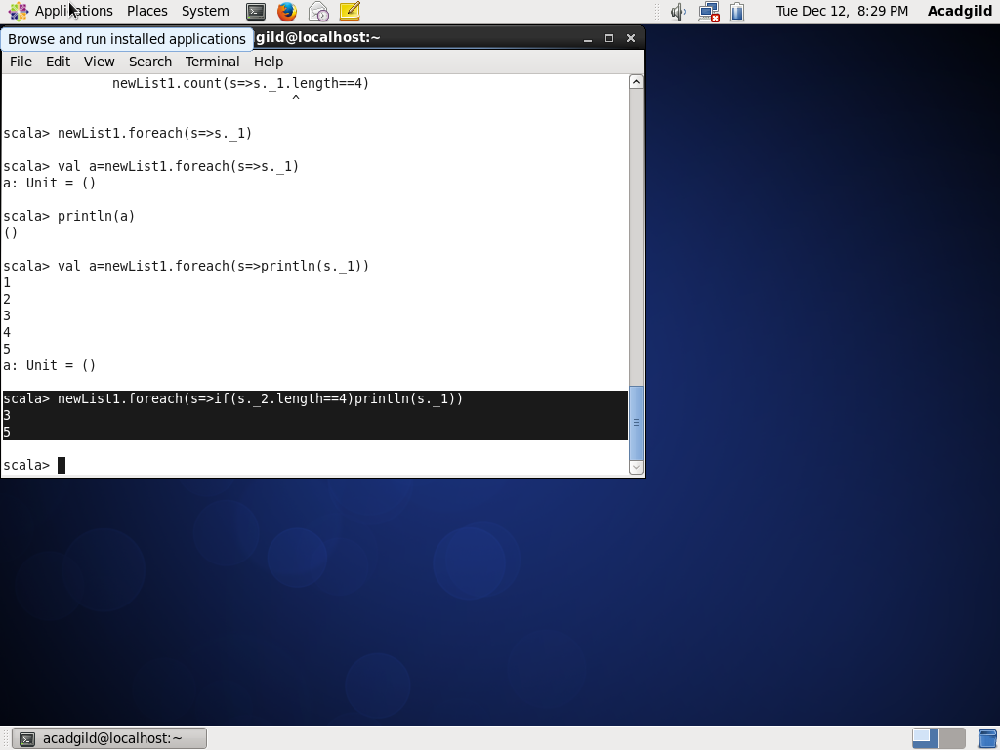 Applications Places System Tue Dec 12, 8:29 PM Acadgild
Browse and run installed applications
gild@localhost:~
File Edit View Search Terminal Help
newList1.count(s=>s._1.length==4)
^
scala> newList1.foreach(s=>s._1)
scala> val a=newList1.foreach(s=>s._1)
a: Unit = ()
scala> println(a)
()
scala> val a=newList1.foreach(s=>println(s._1))
1
2
3
4
5
a: Unit = ()
scala> newList1.foreach(s=>if(s._2.length==4)println(s._1))
3
5
scala>
acadgild@localhost:~